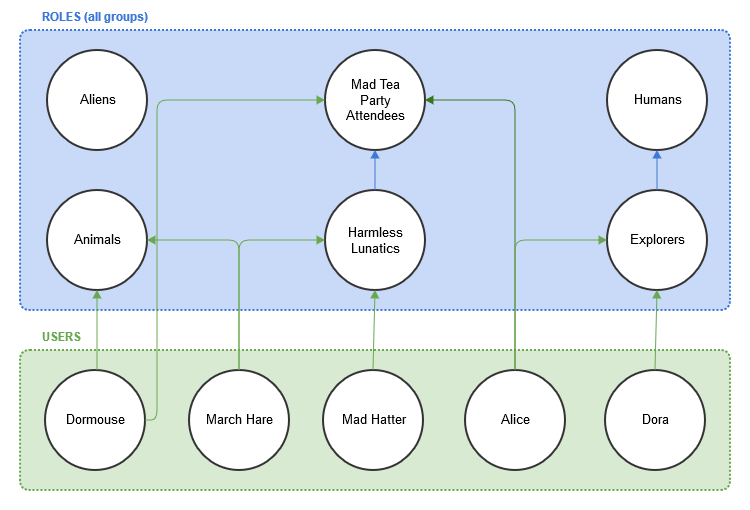 ROLES (all groups)
Aliens
Mad Tea
Party
Attendees
Humans
Animals
Harmless
Lunatics
Explorers
USERS
Dormouse
March Hare
Mad Hatter
Alice
Dora